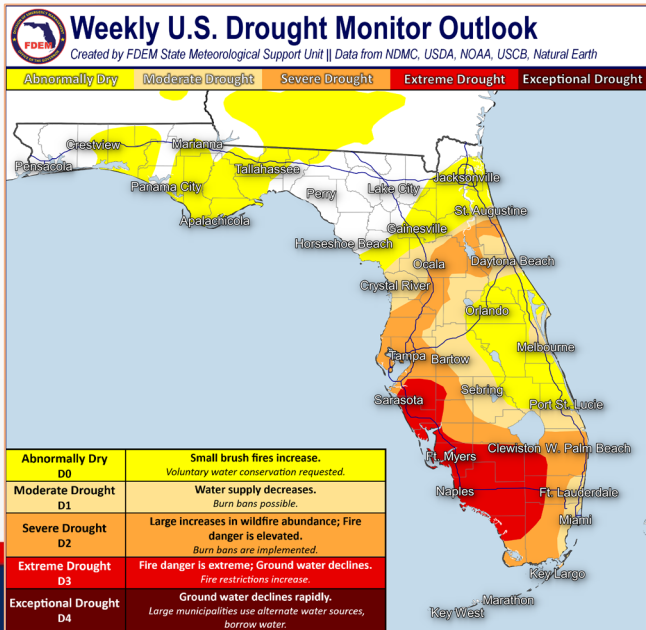 Weekly U.S. Drought Monitor Outlook
FDEM
Created by FDEM State Meteorological Support Unit || Data from NDMC, USDA, NOAA, USCB, Natural Earth
Abnormally Dry Moderate Drought Severe Drought Extreme Drought Exceptional Drought
Crestview
Marianna
Pensacola
Tallahassee
Jacksonville
Panama City
Perry
Lake City
Apalachicola
St. Augustine
Gainesville
Horseshoe Beach
Ocala
Daytona Beach
Crystal River
Orlando
Tampa
Bartow
Melbourne
Sebring
Sarasota
Port St. Lucie
Ft. Myers
Clewiston
W. Palm Beach
Naples
Ft. Lauderdale
Miami
Key Largo
Marathon
Key West
Abnormally Dry
D0
Small brush fires increase.
Voluntary water conservation requested.
Moderate Drought
D1
Water supply decreases.
Burn bans possible.
Severe Drought
D2
Large increases in wildfire abundance; Fire
danger is elevated.
Burn bans are implemented.
Extreme Drought
D3
Fire danger is extreme; Ground water declines.
Fire restrictions increase.
Exceptional Drought
D4
Ground water declines rapidly.
Large municipalities use alternate water sources,
borrow water.